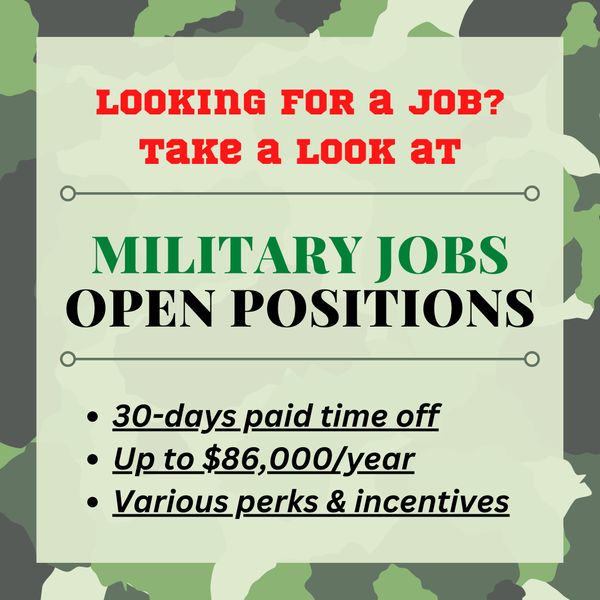 LOOKING FOR a JOB?
Take a LOOK aT
MILITARY JOBS
OPEN POSITIONS
• 30-days paid time off
• Up to $86,000/year
• Various perks & incentives